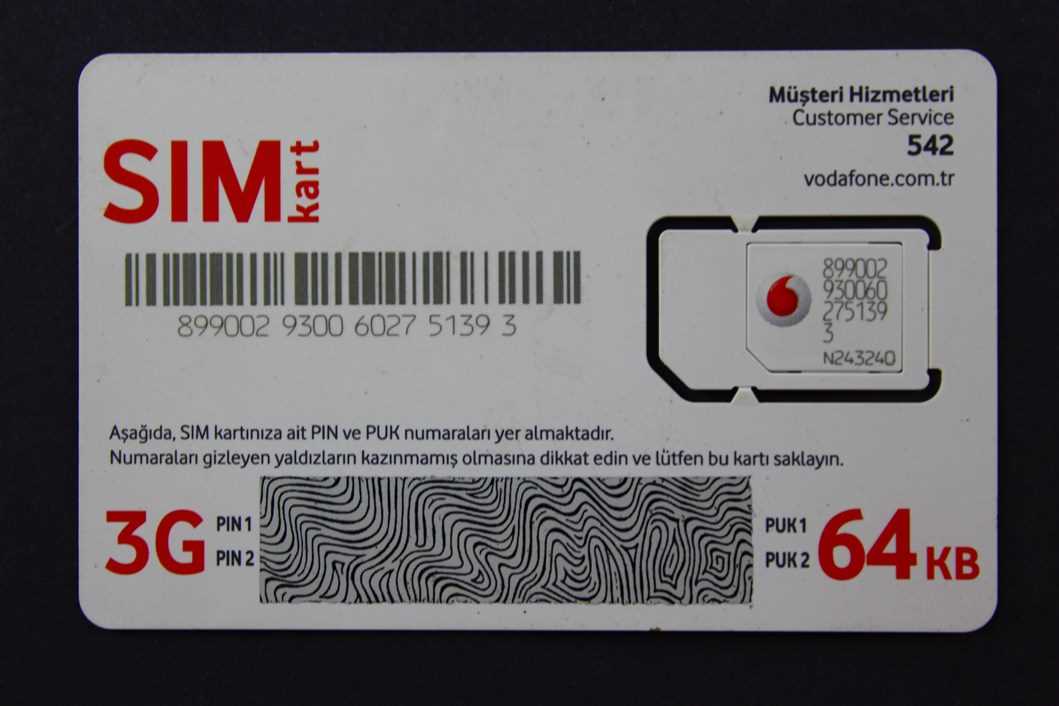 Müşteri Hizmetleri
Customer Service
542
vodafone.com.tr
SIM kart
899002 9300 6027 5139 3
899002
930060
275139
3
N243240
Aşağıda, SIM kartınıza ait PIN ve PUK numaraları yer almaktadır.
Numaraları gizleyen yaldızların kazınmamış olmasına dikkat edin ve lütfen bu kartı saklayın.
3G
PIN 1
PIN 2
PUK 1
PUK 2
64 KB